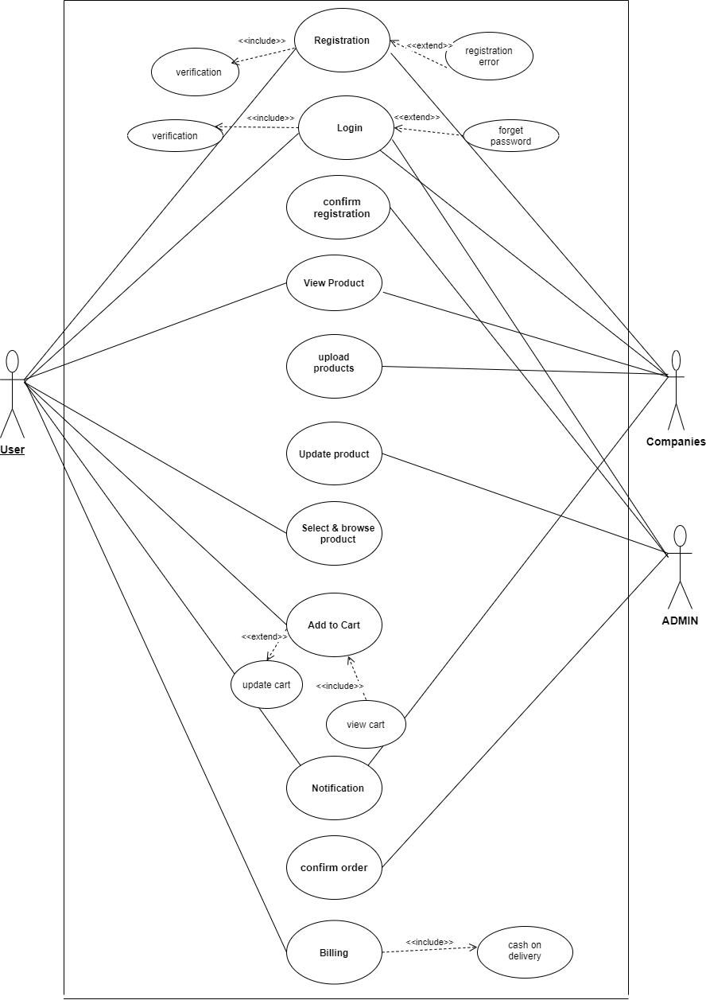 <<include>>
Registration
<<extend>>
registration
error
verification
<<include>>
<<extend>>
verification
Login
forget
password
confirm
registration
View Product
upload
products
User
Companies
Update product
Select & browse
product
ADMIN
Add to Cart
<<extend>>
update cart
<<include>>
view cart
Notification
confirm order
Billing
<<include>>
cash on
delivery